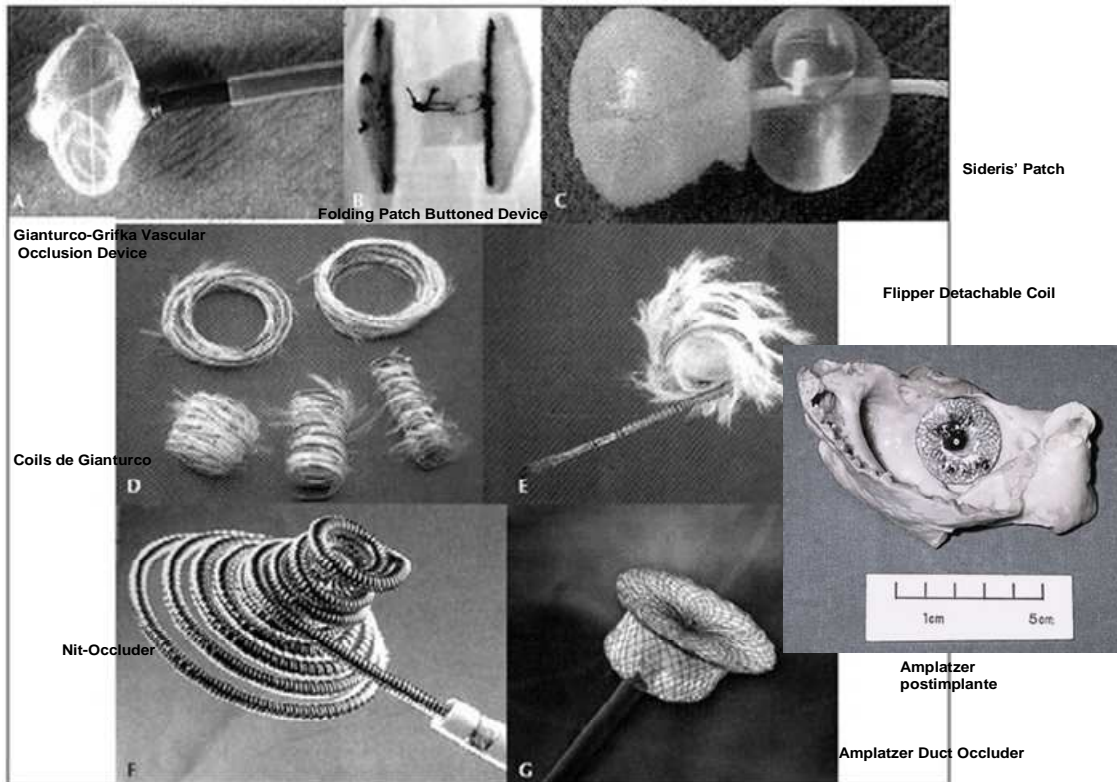 A
B
C
Sideris' Patch
Folding Patch Buttoned Device
Gianturco-Grifka Vascular
Occlusion Device
Flipper Detachable Coil
Coils de Gianturco
D
E
1cm 5cm
Nit-Occluder
Amplatzer
postimplante
F
G
Amplatzer Duct Occluder